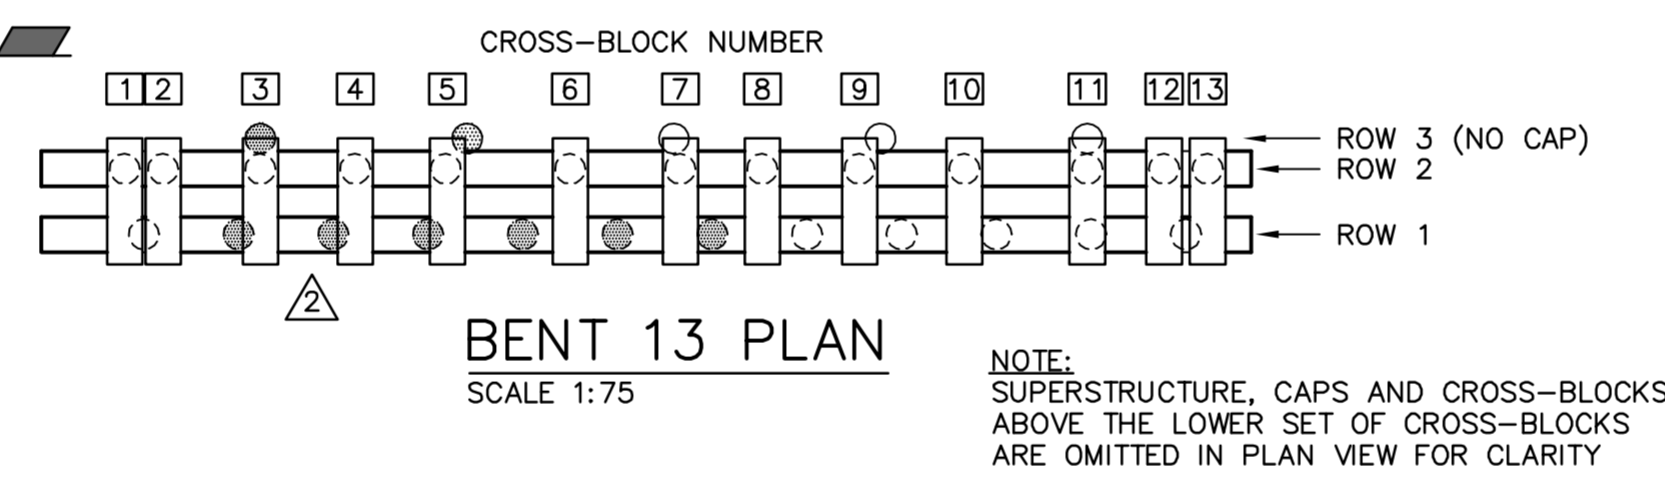 CROSS-BLOCK NUMBER
1 2 3 4 5 6 7 8 9 10 11 12 13
ROW 3 (NO CAP)
ROW 2
ROW 1
2
BENT 13 PLAN
SCALE 1:75
NOTE:
SUPERSTRUCTURE, CAPS AND CROSS-BLOCKS
ABOVE THE LOWER SET OF CROSS-BLOCKS
ARE OMITTED IN PLAN VIEW FOR CLARITY